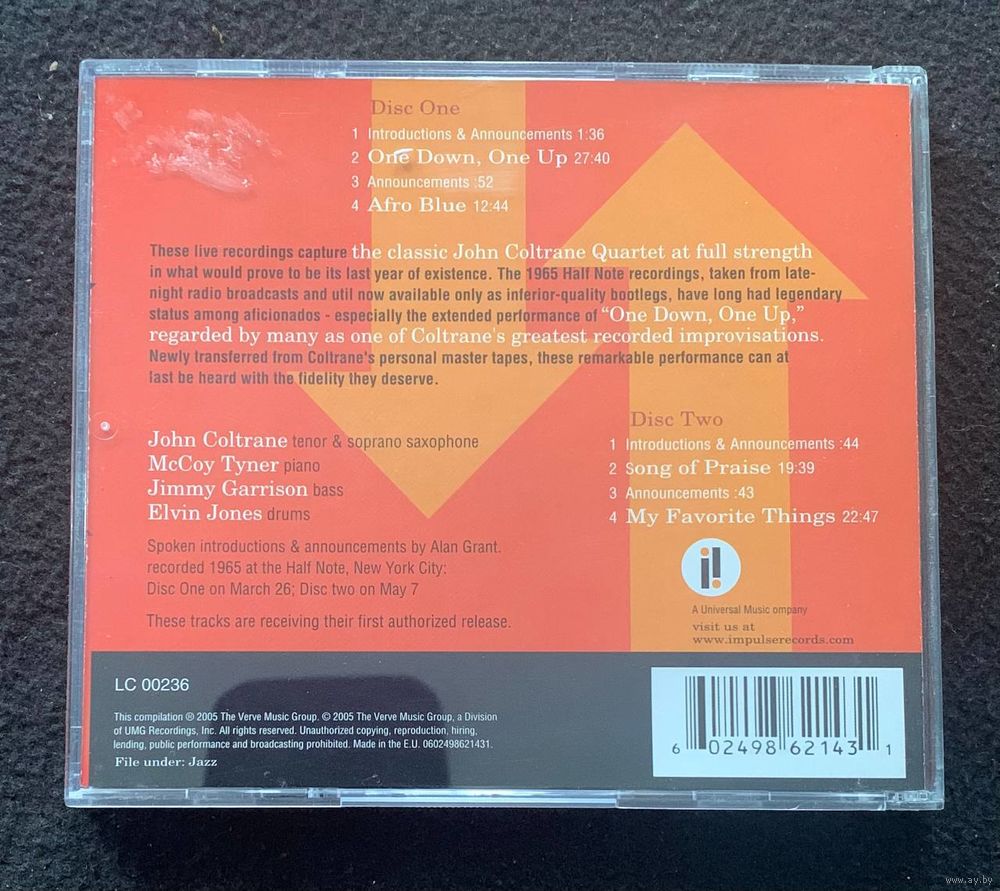 Disc One
1 Introductions & Announcements 1:36
2 One Down, One Up 27:40
3 Announcements :52
4 Afro Blue 12:44
These live recordings capture the classic John Coltrane Quartet at full strength
in what would prove to be its last year of existence. The 1965 Half Note recordings, taken from late-
night radio broadcasts and util now available only as inferior-quality bootlegs, have long had legendary
status among aficionados - especially the extended performance of “One Down, One Up,”
regarded by many as one of Coltrane's greatest recorded improvisations.
Newly transferred from Coltrane's personal master tapes, these remarkable performance can at
last be heard with the fidelity they deserve.
John Coltrane tenor & soprano saxophone
McCoy Tyner piano
Jimmy Garrison bass
Elvin Jones drums
Spoken introductions & announcements by Alan Grant.
recorded 1965 at the Half Note, New York City:
Disc One on March 26; Disc two on May 7
These tracks are receiving their first authorized release.
Disc Two
1 Introductions & Announcements :44
2 Song of Praise 19:39
3 Announcements :43
4 My Favorite Things 22:47
i!
A Universal Music ompany
visit us at
www.impulserecords.com
LC 00236
This compilation ℗ 2005 The Verve Music Group. © 2005 The Verve Music Group, a Division
of UMG Recordings, Inc. All rights reserved. Unauthorized copying, reproduction, hiring,
lending, public performance and broadcasting prohibited. Made in the E.U. 0602498621431.
File under: Jazz
6 02498 62143 1
www.ay.by